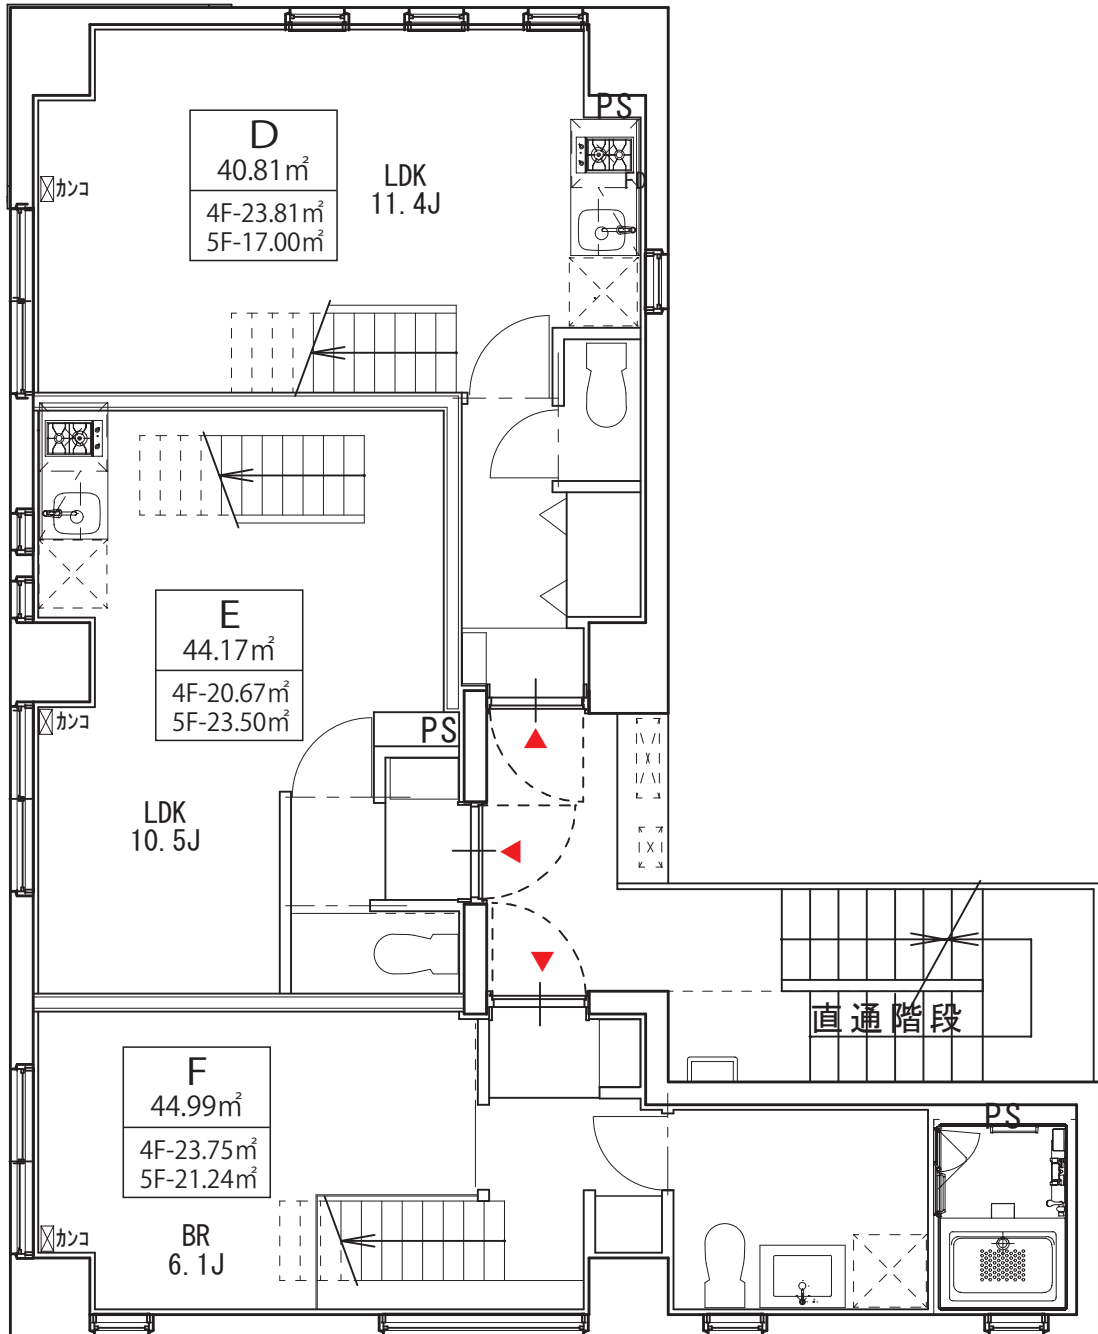 PS
D
40.81㎡
4F-23.81㎡
5F-17.00㎡
LDK
11.4J
カンコ
E
44.17㎡
4F-20.67㎡
5F-23.50㎡
カンコ
PS
LDK
10.5J
直通階段
F
44.99㎡
4F-23.75㎡
5F-21.24㎡
PS
カンコ
BR
6.1J